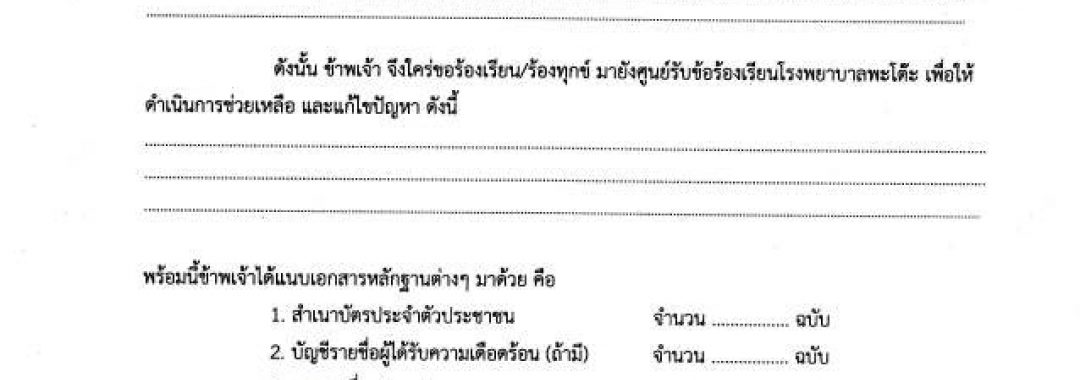 ดังนั้น ข้าพเจ้า จึงใคร่ขอร้องเรียน/ร้องทุกข์ มายังศูนย์รับข้อร้องเรียนโรงพยาบาลพะโต๊ะ เพื่อให้
ดำเนินการช่วยเหลือ และแก้ไขปัญหา ดังนี้
พร้อมนี้ข้าพเจ้าได้แนบเอกสารหลักฐานต่างๆ มาด้วย คือ
1. สำเนาบัตรประจำตัวประชาชน จำนวน ................. ฉบับ
2. บัญชีรายชื่อผู้ได้รับความเดือดร้อน (ถ้ามี) จำนวน ................. ฉบับ